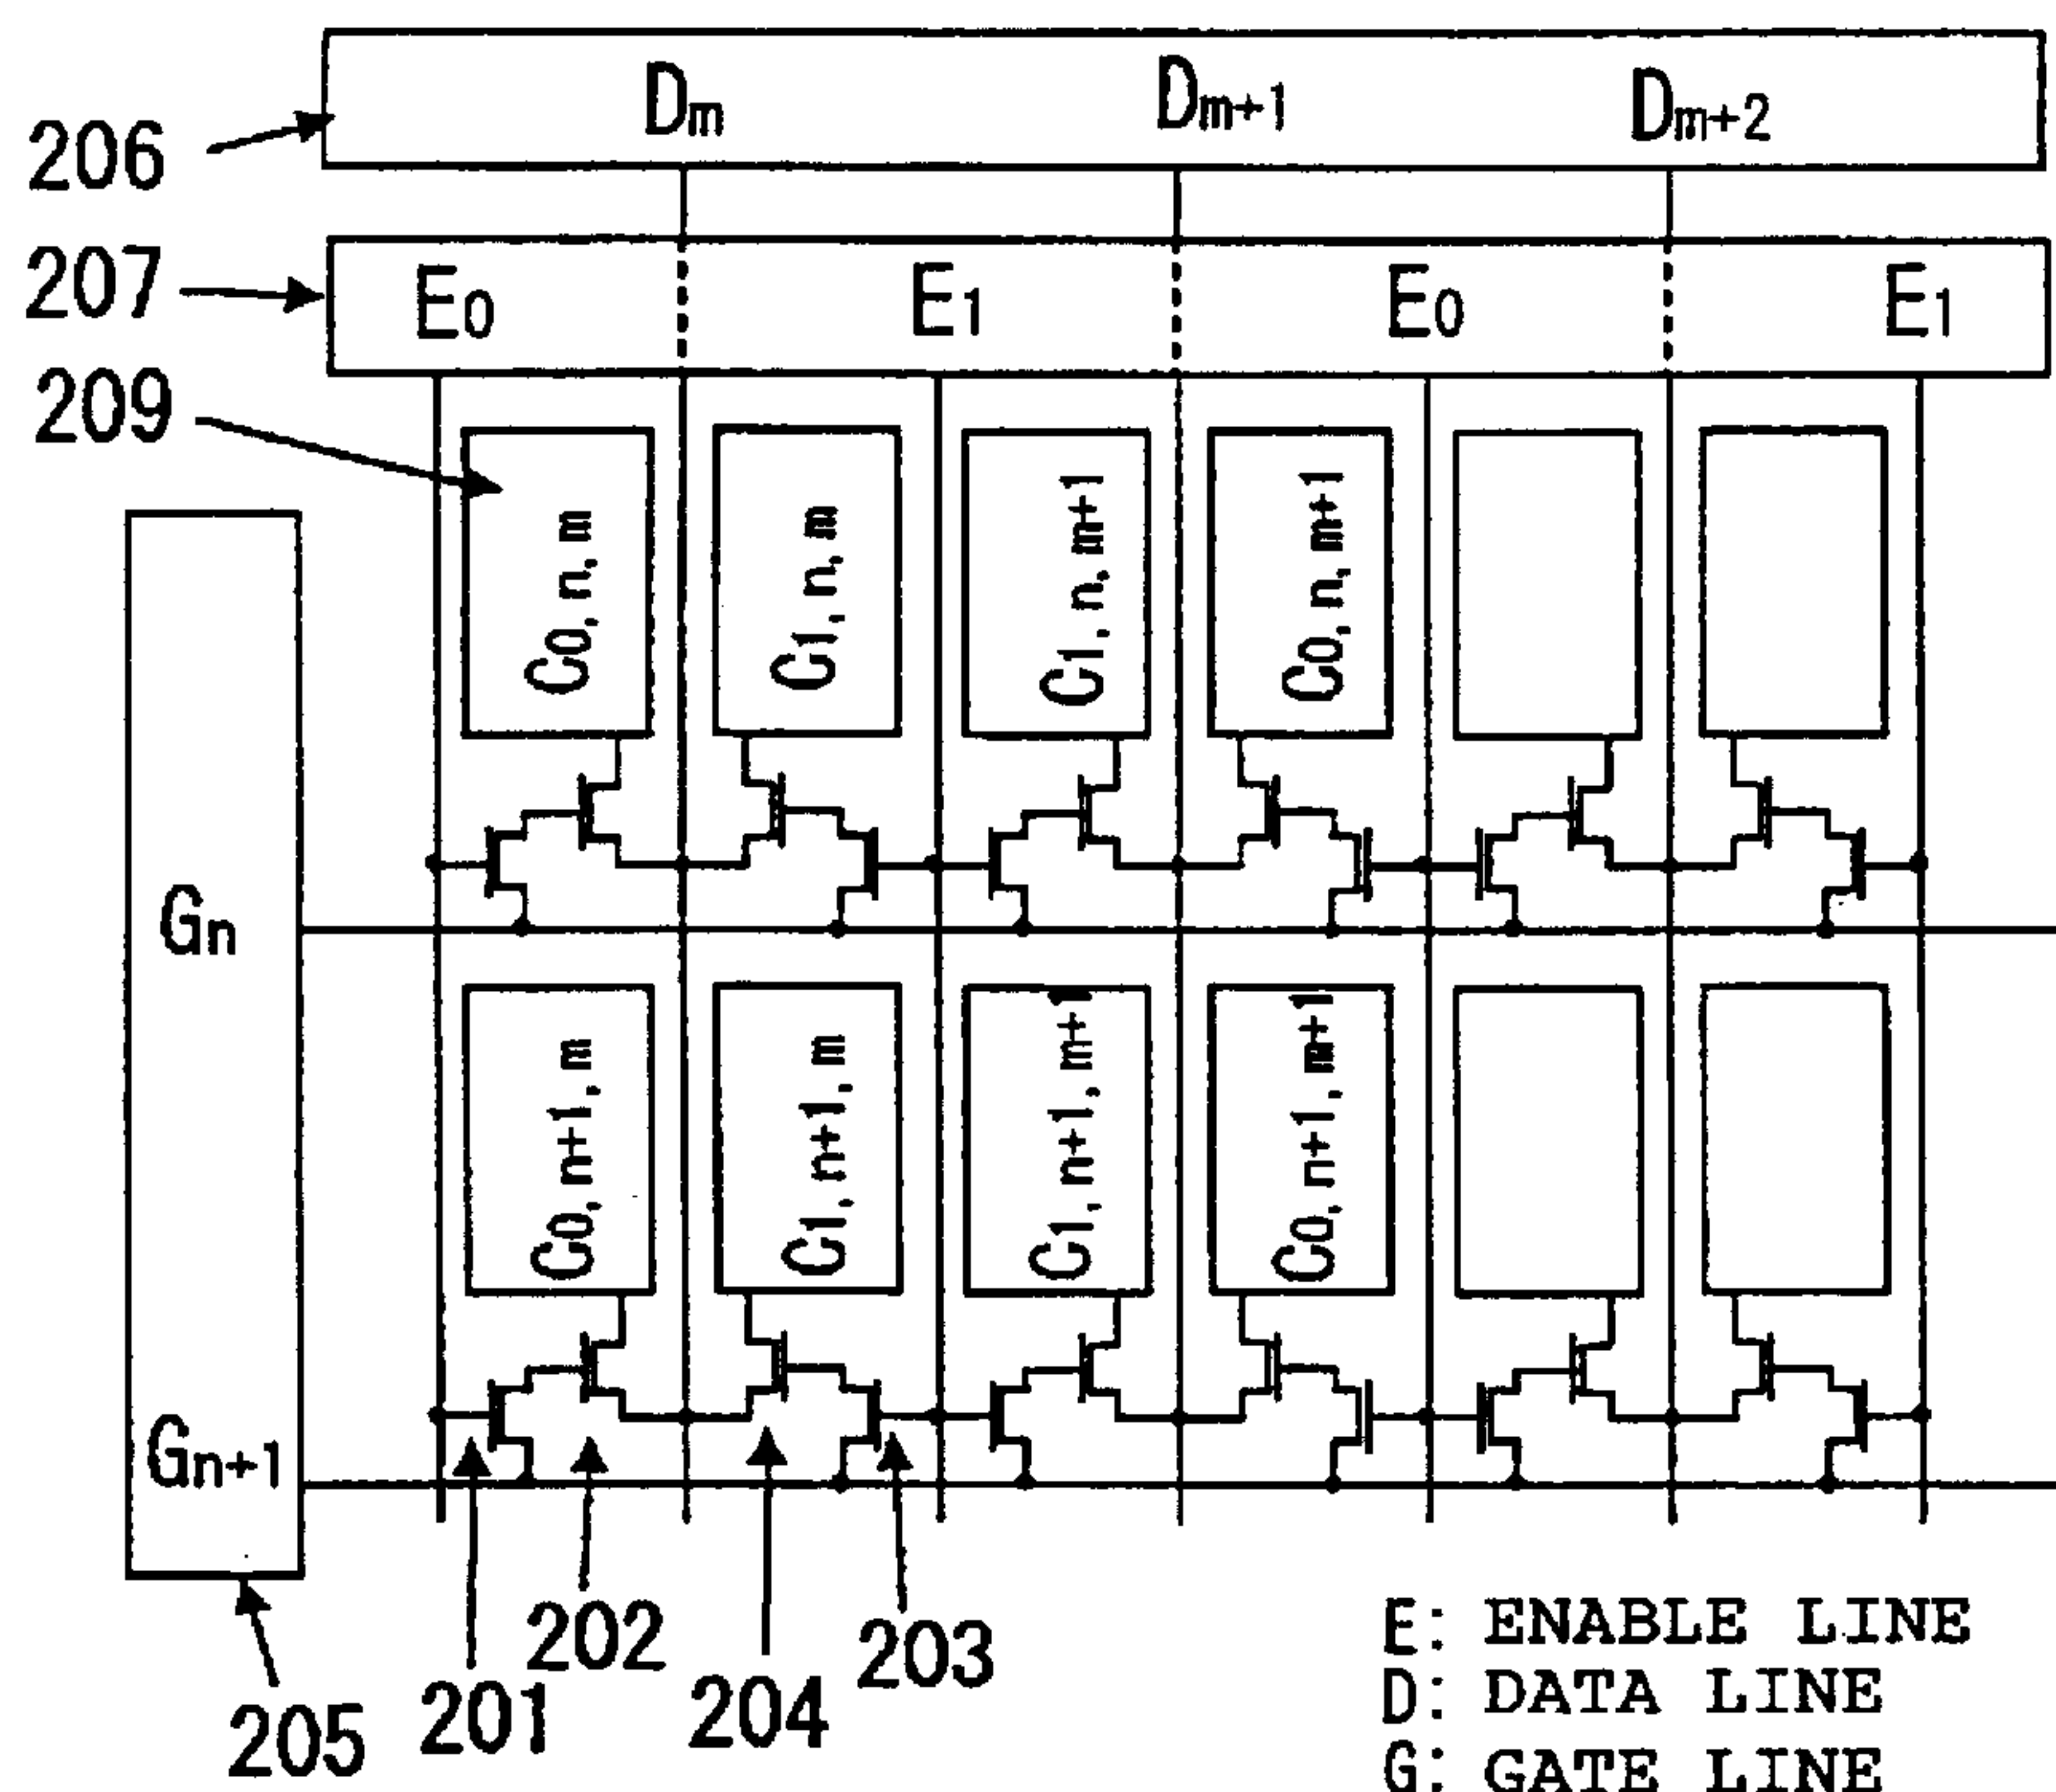 Dm Dm+1 Dm+2
206
207
E0 E1 E0 E1
209
C0, n, m
C1, n, m
C1, n, m+1
C0, n, m+1
Gn
C0, n+1, m
C1, n+1, m
C1, n+1, m+1
C0, n+1, m+1
Gn+1
201
202
204
203
205
E: ENABLE LINE
D: DATA LINE
G: GATE LINE